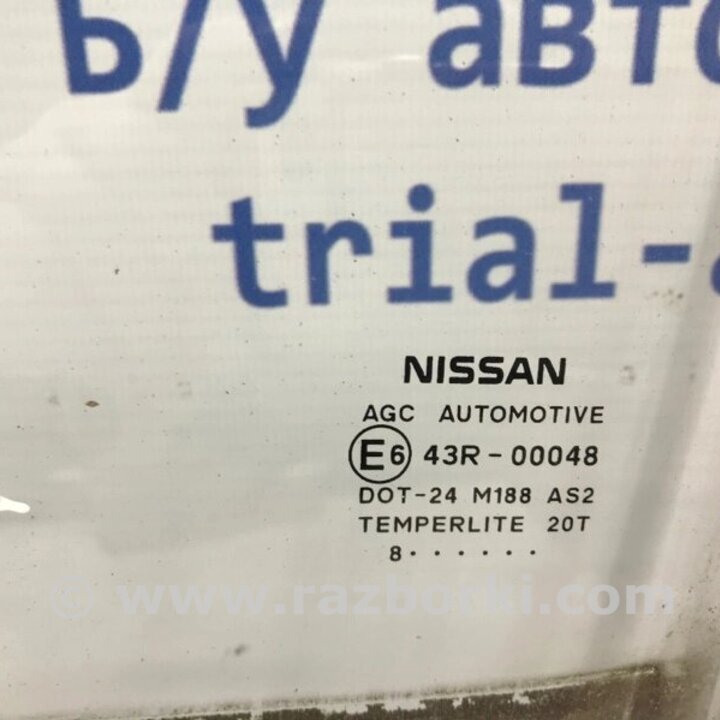 Б/У АВТО
trial-a
NISSAN
AGC AUTOMOTIVE
E6 43R-00048
DOT-24 M188 AS2
TEMPERLITE 20T
8······
© www.razborki.com